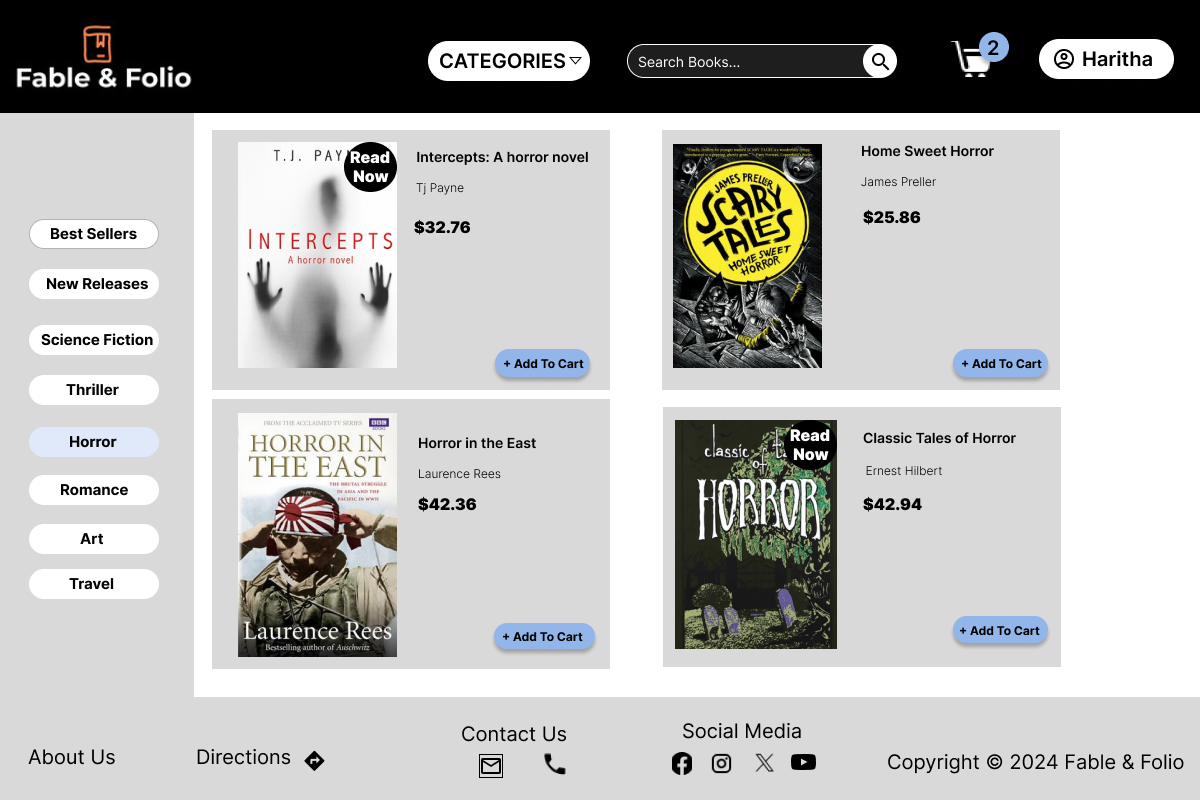 Fable & Folio
CATEGORIES
Search Books...
2
Haritha
Best Sellers
New Releases
Science Fiction
Thriller
Horror
Romance
Art
Travel
T.J. PAY
Read
Now
INTERCEPTS
A horror novel
Intercepts: A horror novel
Tj Payne
$32.76
+ Add To Cart
JAMES PRELLER
SCARY
TALES
HOME SWEET
HORROR
Home Sweet Horror
James Preller
$25.86
+ Add To Cart
FROM THE ACCLAIMED TV SERIES
BBC
BOOKS
HORROR IN
THE EAST
THE BRUTAL STRUGGLE
IN ASIA AND THE
PACIFIC IN WWII
Laurence Rees
Bestselling author of Auschwitz
Horror in the East
Laurence Rees
$42.36
+ Add To Cart
classic
of
Read
Now
HORROR
Classic Tales of Horror
Ernest Hilbert
$42.94
+ Add To Cart
About Us
Directions
Contact Us
Social Media
Copyright © 2024 Fable & Folio